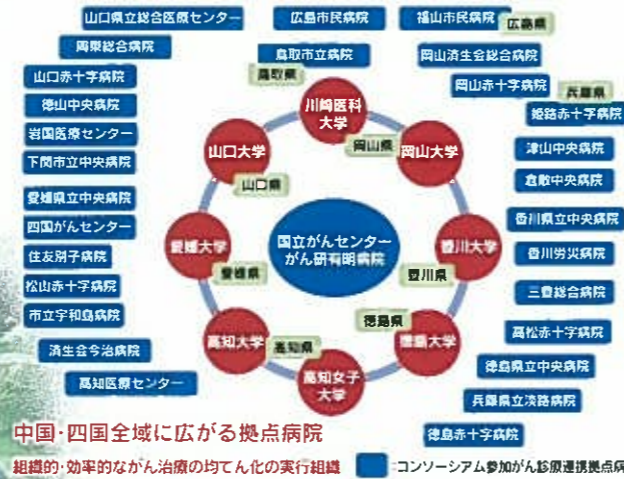 山口県立総合医療センター
広島市民病院
福山市民病院
広島県
周東総合病院
鳥取市立病院
岡山済生会総合病院
鳥取県
山口赤十字病院
岡山赤十字病院
兵庫県
徳山中央病院
川崎医科
大学
姫路赤十字病院
岩国医療センター
山口大学
岡山県
岡山大学
津山中央病院
下関市立中央病院
山口県
倉敷中央病院
愛媛県立中央病院
香川県立中央病院
四国がんセンター
愛媛大学
国立がんセンター
がん研有明病院
香川大学
香川労災病院
住友別子病院
愛媛県
香川県
松山赤十字病院
三豊総合病院
市立宇和島病院
徳島県
高松赤十字病院
済生会今治病院
高知大学
高知県
徳島大学
徳島県立中央病院
高知医療センター
高知女子
大学
兵庫県立淡路病院
中国・四国全域に広がる拠点病院
徳島赤十字病院
組織的・効率的ながん治療の均てん化の実行組織
:コンソーシアム参加がん診療連携拠点病